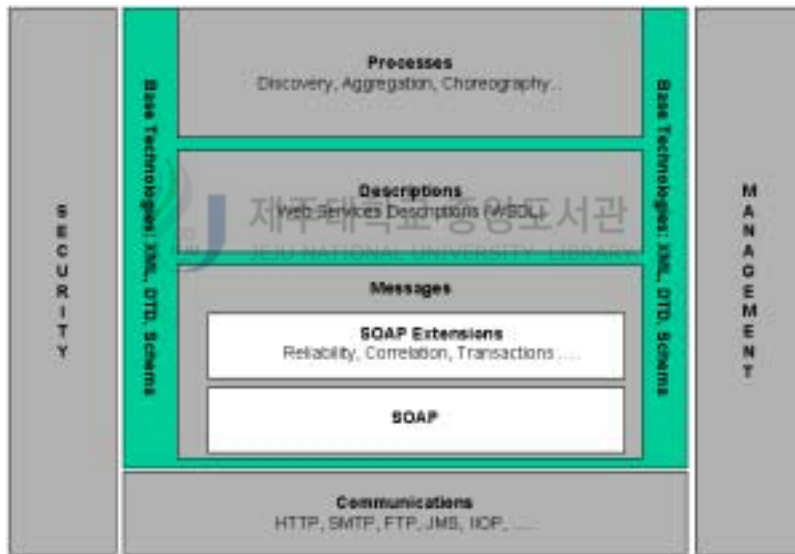 SECURITY
Base Technologies: XML, DTD, Schema
Processes
Discovery, Aggregation, Choreography...
Descriptions
Web Services Descriptions (WSDL)
제주대학교 중앙도서관
JEJU NATIONAL UNIVERSITY LIBRARY
Messages
SOAP Extensions
Reliability, Correlation, Transactions .....
SOAP
Base Technologies: XML, DTD, Schema
MANAGEMENT
Communications
HTTP, SMTP, FTP, JMS, IIOP, .....